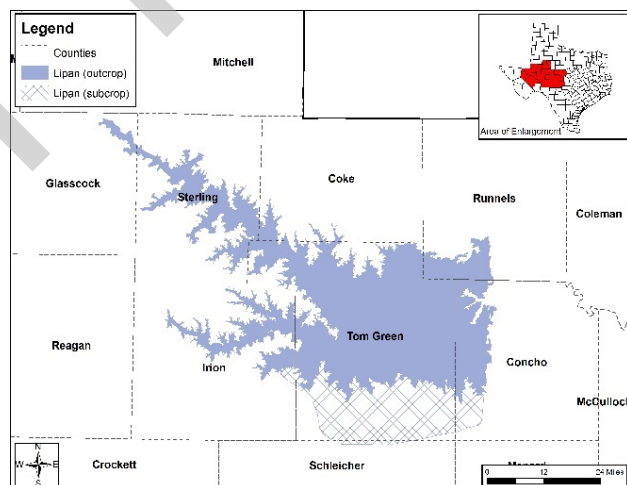 Legend
Counties
Lipan (outcrop)
Lipan (subcrop)
Mitchell
Area of Enlargement
Glasscock
Sterling
Coke
Runnels
Coleman
Reagan
Irion
Tom Green
Concho
McCulloch
Crockett
Schleicher
N
W
E
S
0 12 24 Miles